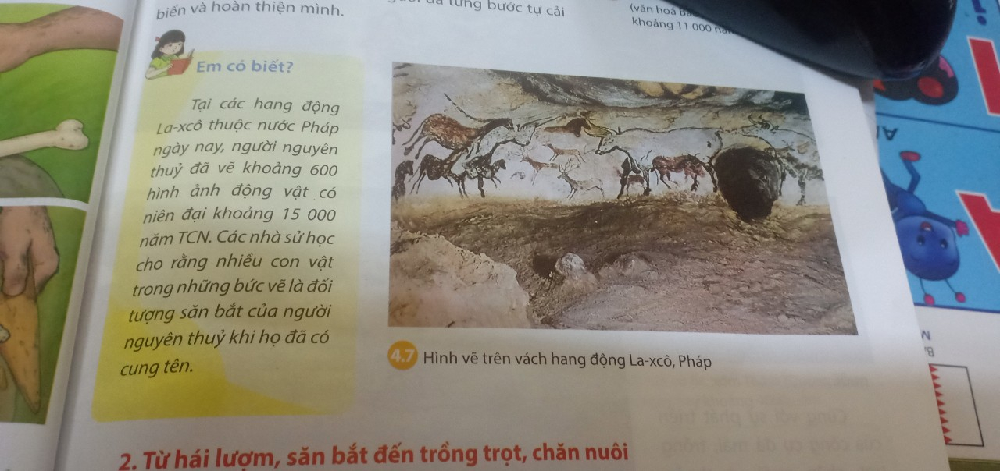 biến và hoàn thiện mình.
từng bước tự cải
(văn hoá
khoảng 11 000
Em có biết?
Tại các hang động
La-xcô thuộc nước Pháp
ngày nay, người nguyên
thuỷ đã vẽ khoảng 600
hình ảnh động vật có
niên đại khoảng 15 000
năm TCN. Các nhà sử học
cho rằng nhiều con vật
trong những bức vẽ là đối
tượng săn bắt của người
nguyên thuỷ khi họ đã có
cung tên.
4.7 Hình vẽ trên vách hang động La-xcô, Pháp
2. Từ hái lượm, săn bắt đến trồng trọt, chăn nuôi